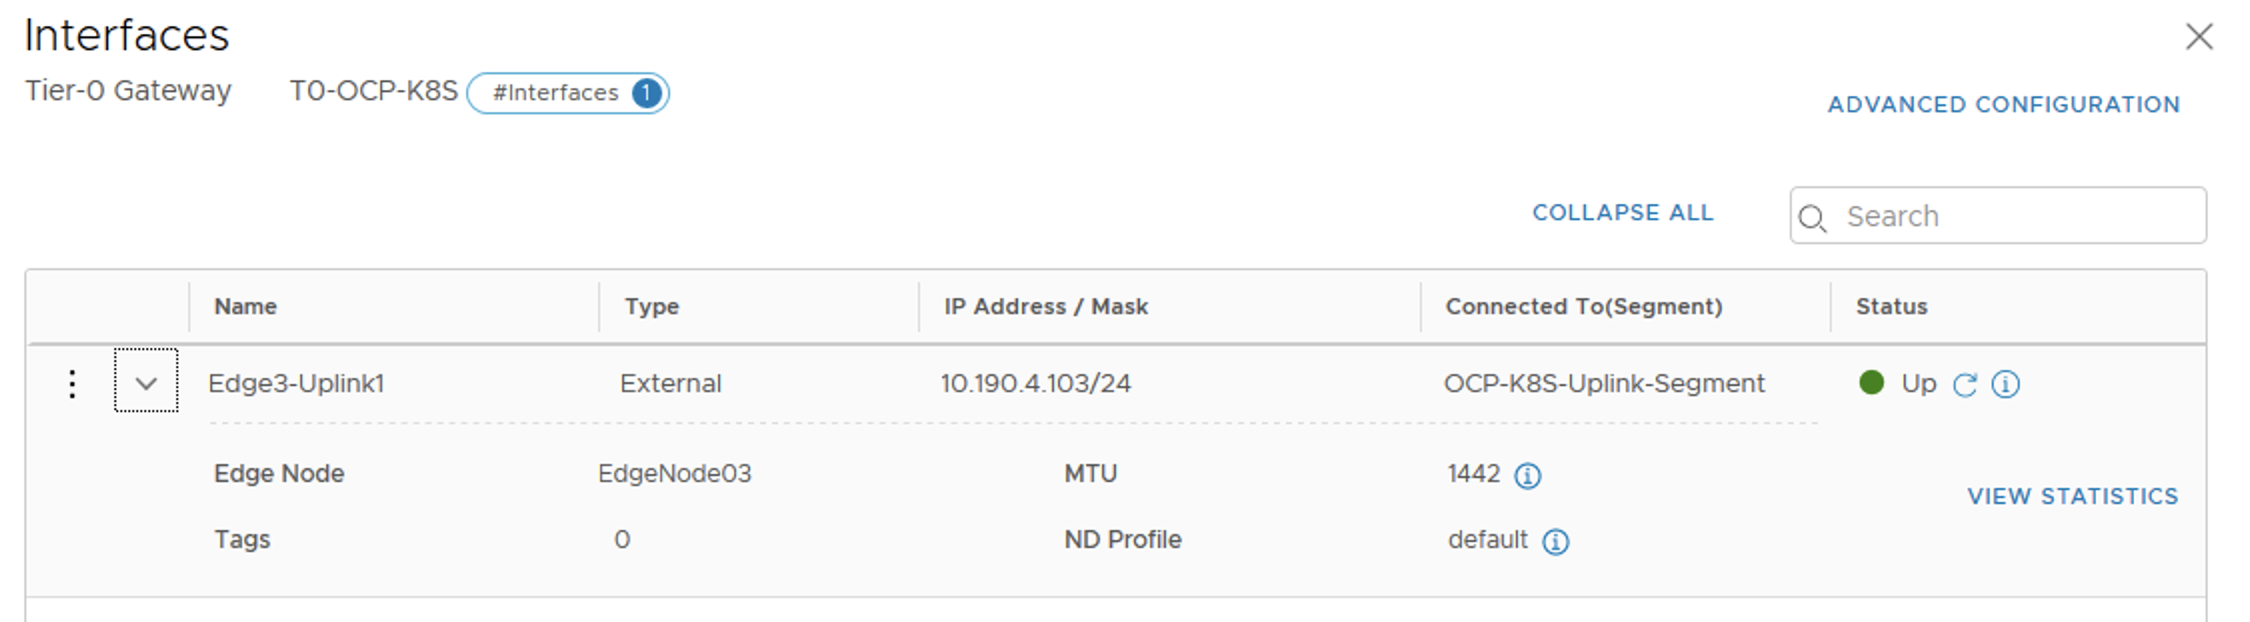 Interfaces
Tier-0 Gateway T0-OCP-K8S #Interfaces 1
ADVANCED CONFIGURATION
COLLAPSE ALL Search
Name Type IP Address / Mask Connected To(Segment) Status
Edge3-Uplink1 External 10.190.4.103/24 OCP-K8S-Uplink-Segment Up
Edge Node EdgeNode03 MTU 1442
VIEW STATISTICS
Tags 0 ND Profile default